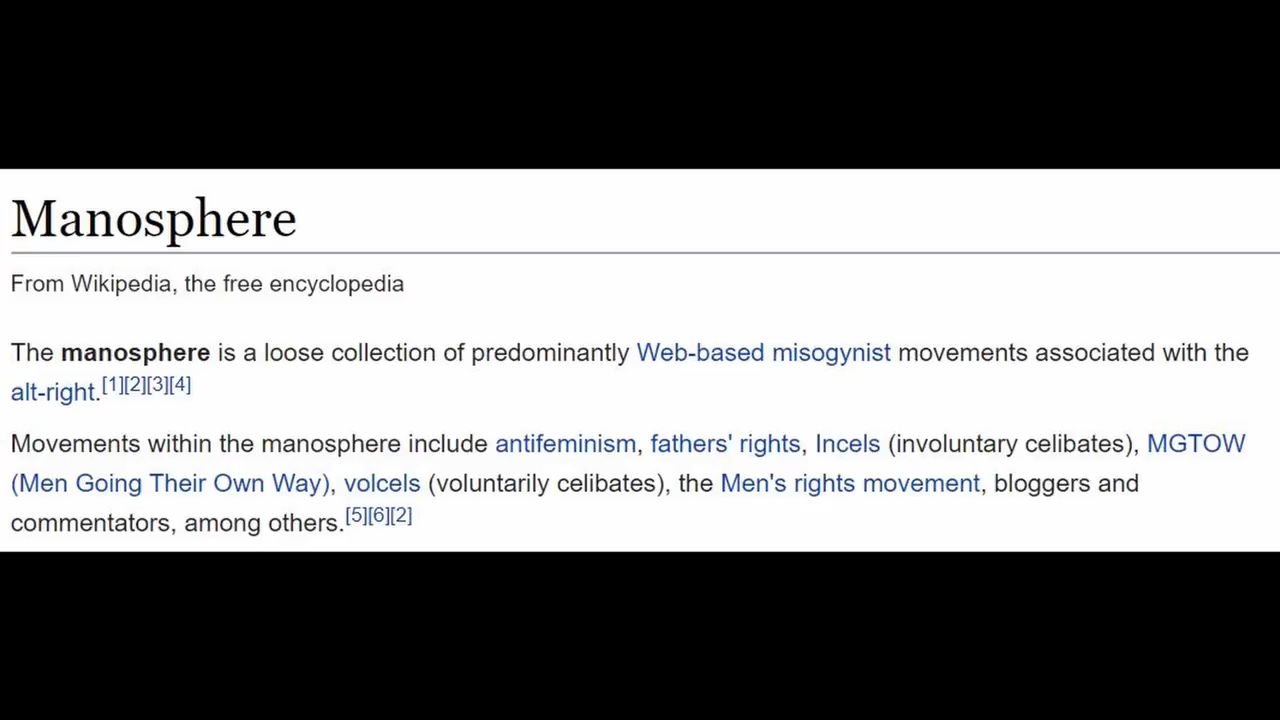 Manosphere
From Wikipedia, the free encyclopedia
The manosphere is a loose collection of predominantly Web-based misogynist movements associated with the
alt-right.[1][2][3][4]
Movements within the manosphere include antifeminism, fathers' rights, Incels (involuntary celibates), MGTOW
(Men Going Their Own Way), volcels (voluntarily celibates), the Men's rights movement, bloggers and
commentators, among others.[5][6][2]